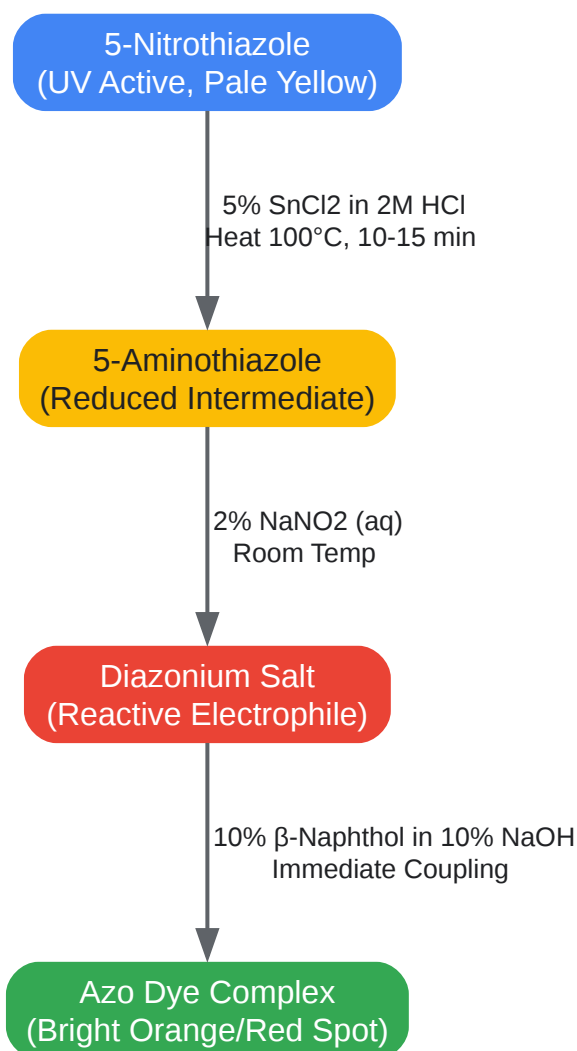 5-Nitrothiazole
(UV Active, Pale Yellow)
5% SnCl2 in 2M HCl
Heat 100°C, 10-15 min
5-Aminothiazole
(Reduced Intermediate)
2% NaNO2 (aq)
Room Temp
Diazonium Salt
(Reactive Electrophile)
10% β-Naphthol in 10% NaOH
Immediate Coupling
Azo Dye Complex
(Bright Orange/Red Spot)